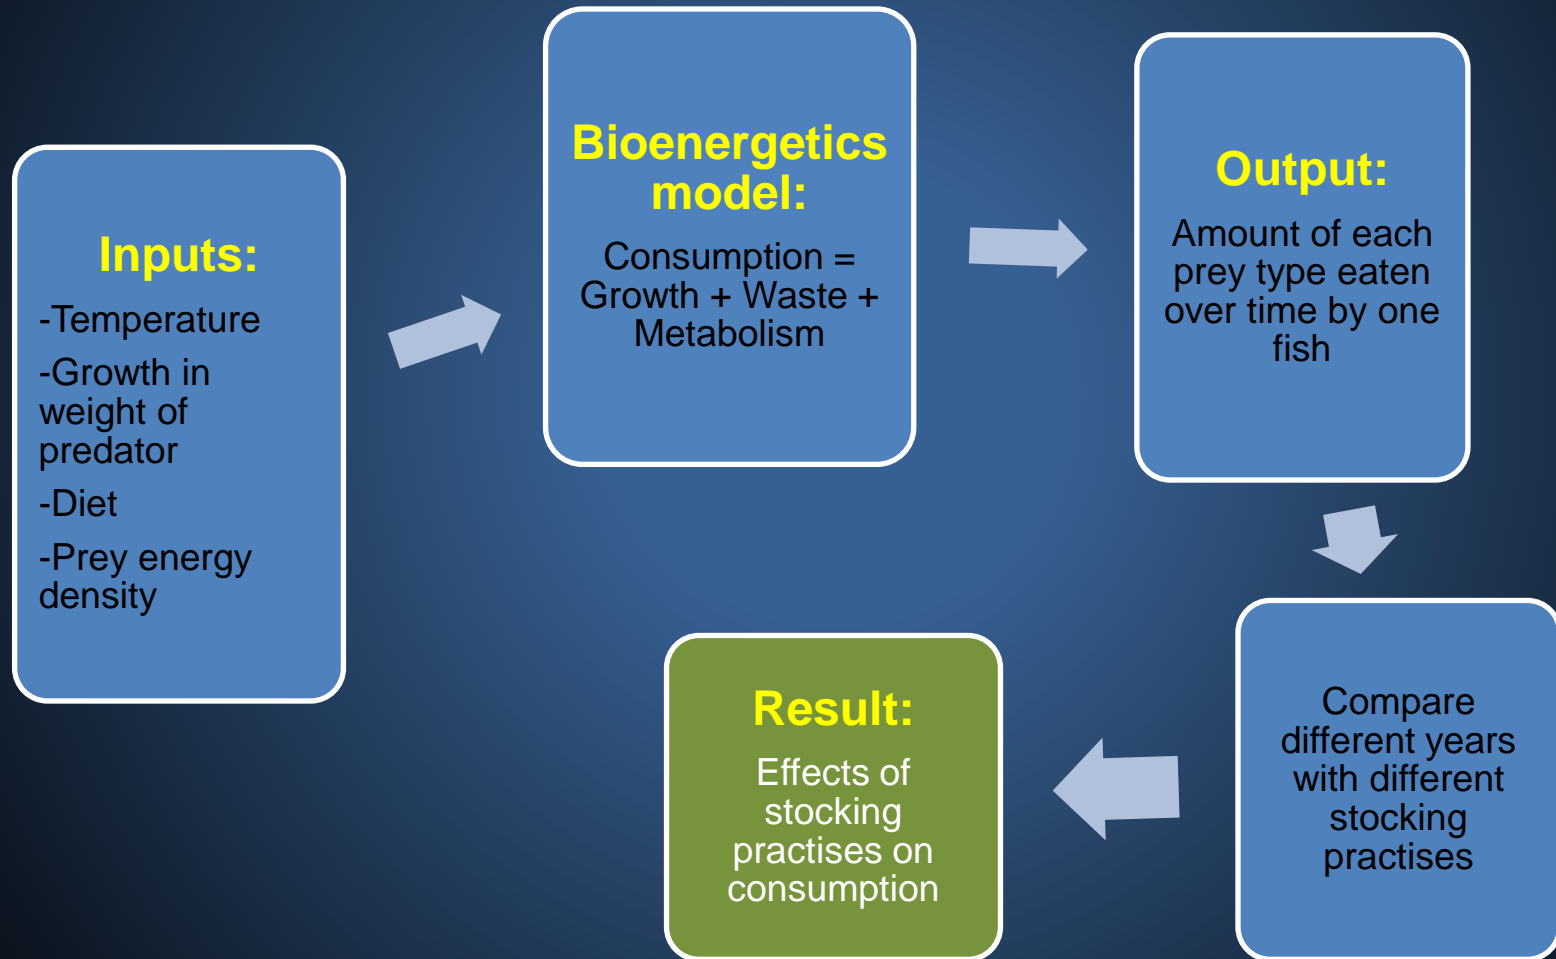 Inputs:
-Temperature
-Growth in
weight of
predator
-Diet
-Prey energy
density
Bioenergetics
model:
Consumption =
Growth + Waste +
Metabolism
Output:
Amount of each
prey type eaten
over time by one
fish
Compare
different years
with different
stocking
practises
Result:
Effects of
stocking
practises on
consumption